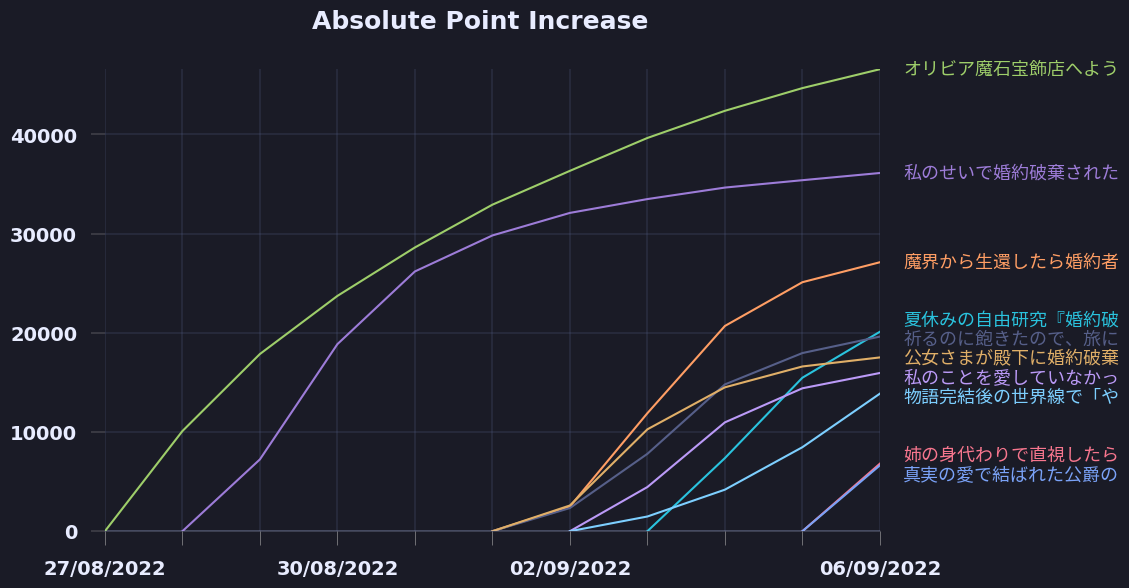 Absolute Point Increase
オリビア魔石宝飾店へよう
40000
私のせいで婚約破棄された
30000
魔界から生還したら婚約者
夏休みの自由研究『婚約破
20000
祈るのに飽きたので、旅に
公女さまが殿下に婚約破棄
私のことを愛していなかっ
物語完結後の世界線で「や
10000
姉の身代わりで直視したら
真実の愛で結ばれた公爵の
0
27/08/2022
30/08/2022
02/09/2022
06/09/2022